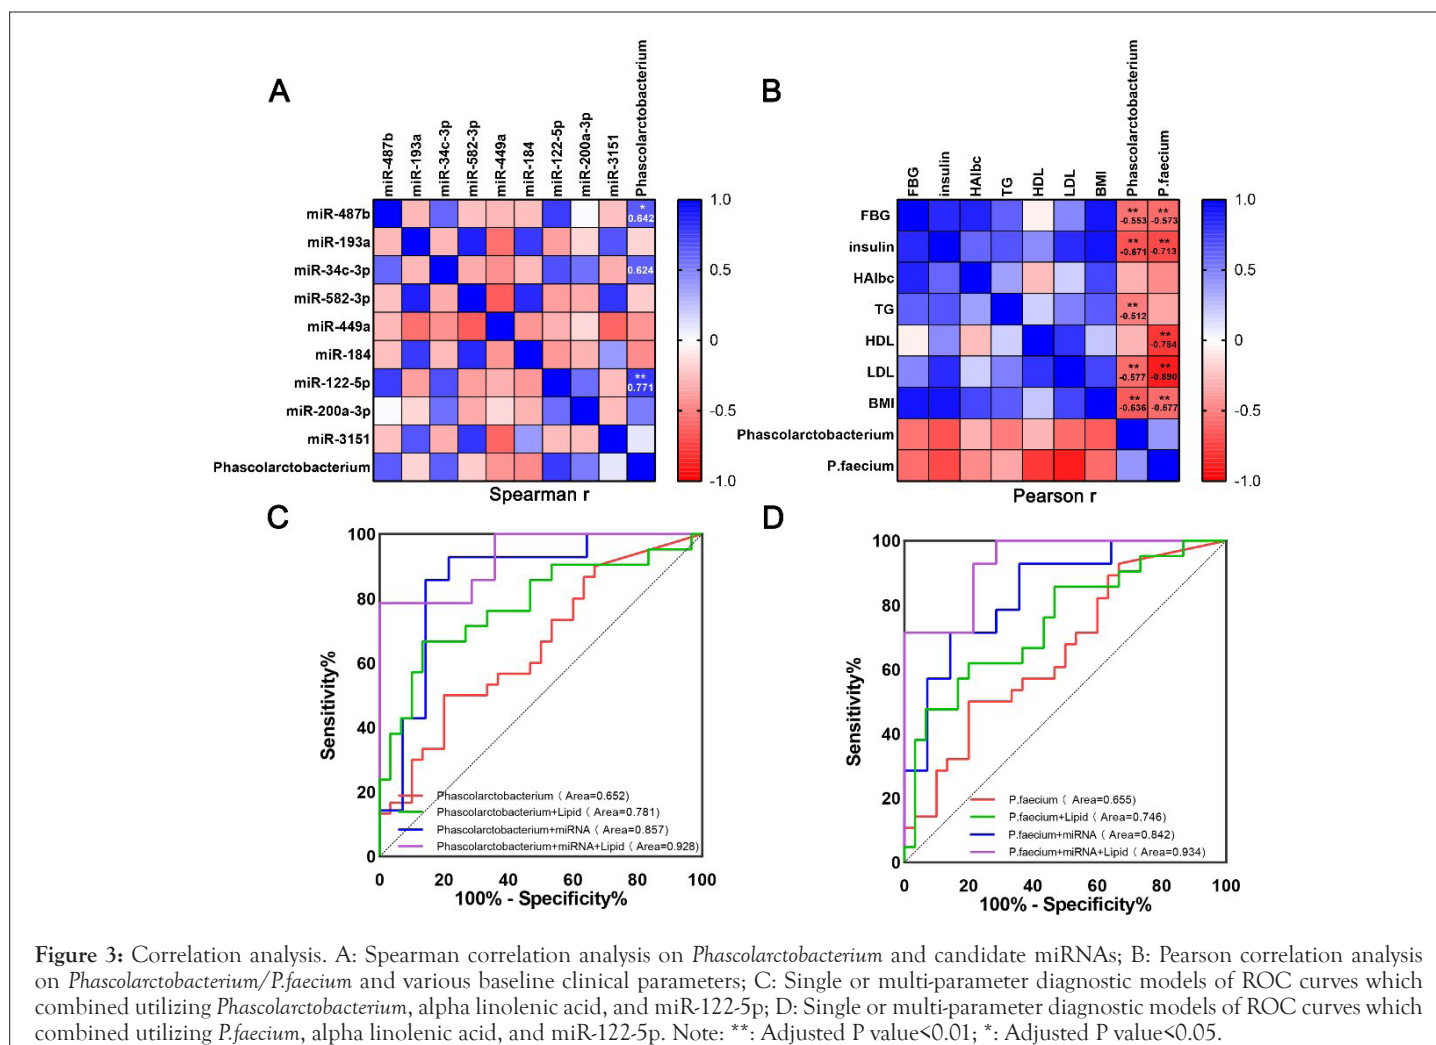 A
miR-487b
miR-193a
miR-34c-3p
miR-582-3p
miR-449a
miR-184
miR-122-5p
miR-200a-3p
miR-3151
Phascolarctobacterium
miR-487b
* 0.642
miR-193a
miR-34c-3p
0.624
miR-582-3p
miR-449a
miR-184
miR-122-5p
** 0.771
miR-200a-3p
miR-3151
Phascolarctobacterium
1.0
0.5
0
-0.5
-1.0
Spearman r
B
FBG
insulin
HAlbc
TG
HDL
LDL
BMI
Phascolarctobacterium
P.faecium
FBG
** -0.553
** -0.573
insulin
** -0.671
** -0.713
HAlbc
TG
** -0.512
HDL
** -0.784
LDL
** -0.577
** -0.890
BMI
** -0.636
** -0.577
Phascolarctobacterium
P.faecium
1.0
0.5
0
-0.5
-1.0
Pearson r
C
Sensitivity%
100
80
60
40
20
0
Phascolarctobacterium ( Area=0.652)
Phascolarctobacterium+Lipid ( Area=0.781)
Phascolarctobacterium+miRNA ( Area=0.857)
Phascolarctobacterium+miRNA+Lipid ( Area=0.928)
0 20 40 60 80 100
100% - Specificity%
D
Sensitivity%
100
80
60
40
20
0
P.faecium ( Area=0.655)
P.faecium+Lipid ( Area=0.746)
P.faecium+miRNA ( Area=0.842)
P.faecium+miRNA+Lipid ( Area=0.934)
0 20 40 60 80 100
100% - Specificity%
Figure 3: Correlation analysis. A: Spearman correlation analysis on Phascolarctobacterium and candidate miRNAs; B: Pearson correlation analysis
on Phascolarctobacterium/P.faecium and various baseline clinical parameters; C: Single or multi-parameter diagnostic models of ROC curves which
combined utilizing Phascolarctobacterium, alpha linolenic acid, and miR-122-5p; D: Single or multi-parameter diagnostic models of ROC curves which
combined utilizing P.faecium, alpha linolenic acid, and miR-122-5p. Note: **: Adjusted P value<0.01; *: Adjusted P value<0.05.